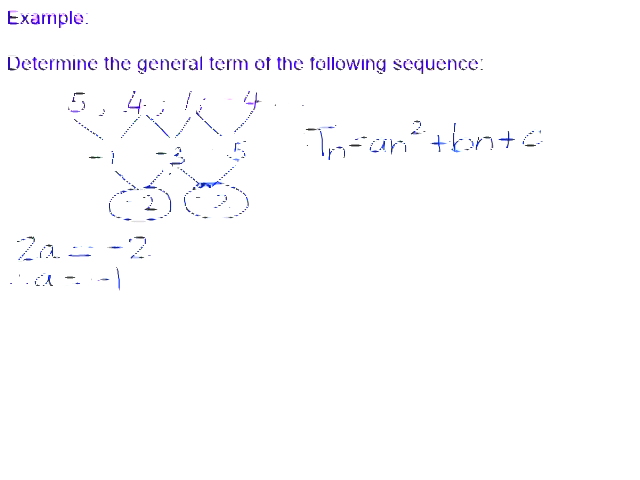 Example:
Determine the general term of the following sequence:
5 , 4 , 1, -4 . . .
-1 -3 5
-2 -2
Tn = an² + bn + c
2a = -2
∴ a = -1